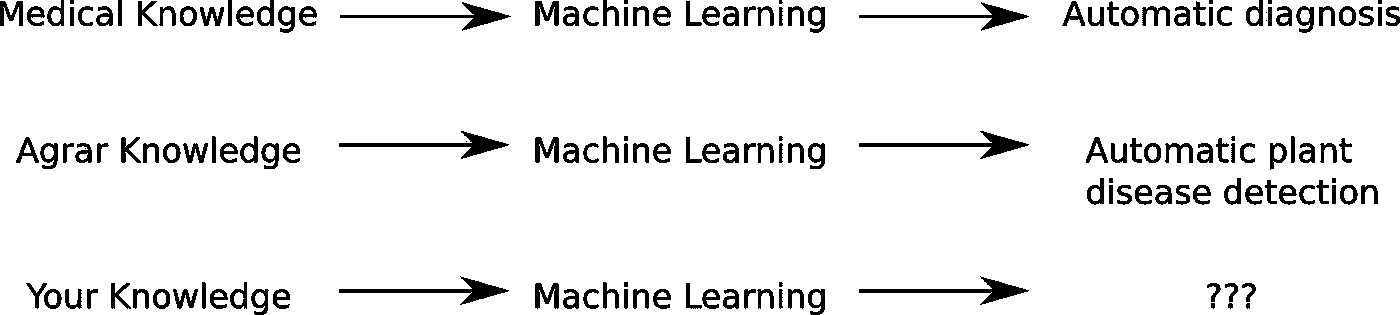 Medical Knowledge Machine Learning Automatic diagnosis
Agrar Knowledge Machine Learning Automatic plant
disease detection
Your Knowledge Machine Learning ???